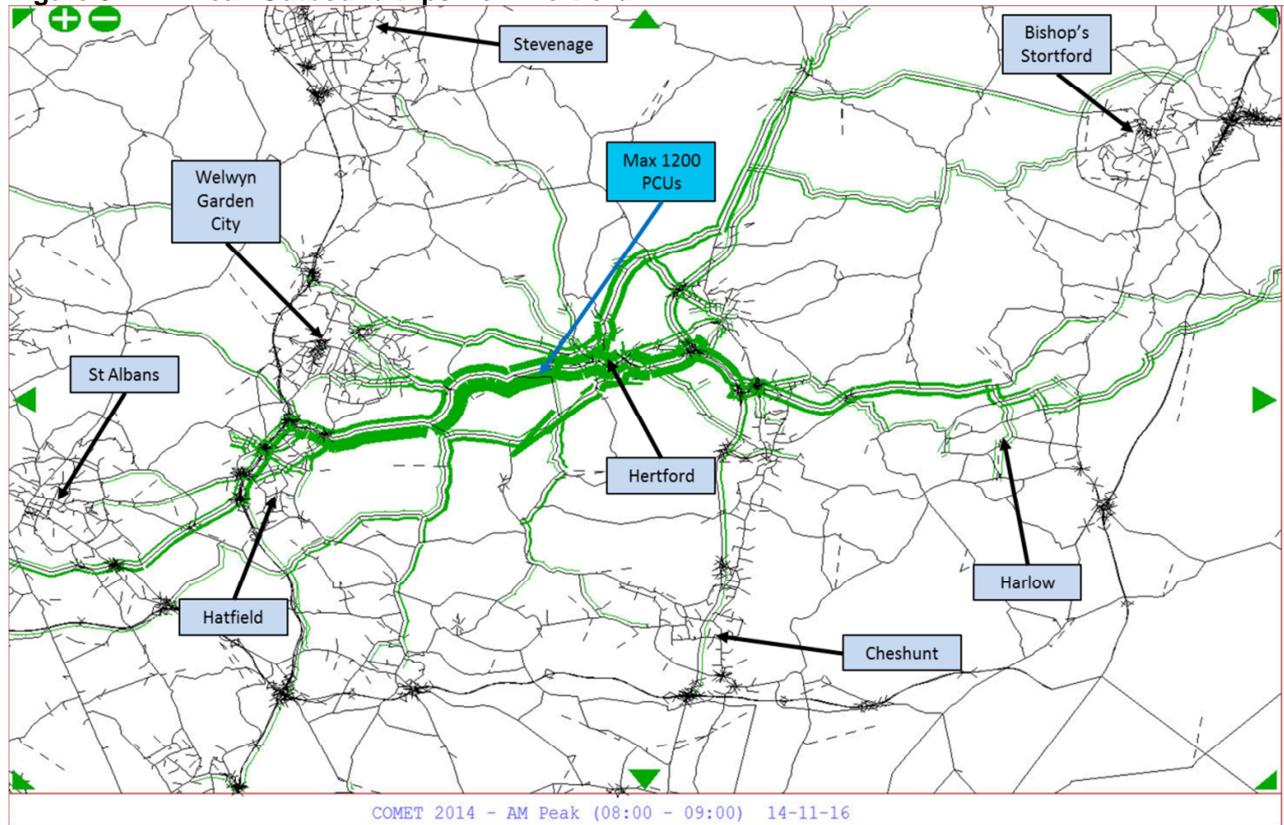 Stevenage
Bishop's
Stortford
Max 1200
PCUs
Welwyn
Garden
City
St Albans
Hertford
Harlow
Hatfield
Cheshunt
COMET 2014 - AM Peak (08:00 - 09:00) 14-11-16